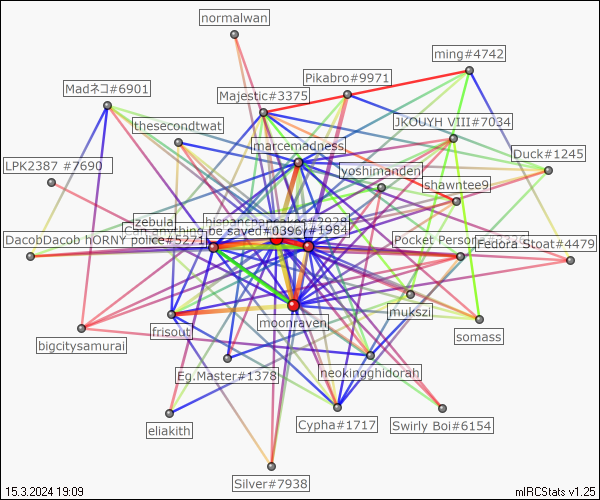 normalwan
ming#4742
Pikabro#9971
Madネコ#6901
Majestic#3375
JKOUYH VIII#7034
thesecondtwat
marcemadness
Duck#1245
LPK2387 #7690
yoshimanden
shawntee9
zebula
Can anything be saved#0396
#1984
DacobDacob hORNY police#5271
Pocket Person
Fedora Stoat#4479
moonraven
mukszi
frisout
somass
bigcitysamurai
Eg.Master#1378
neokingghidorah
Cypha#1717
Swirly Boi#6154
eliakith
Silver#7938
15.3.2024 19:09
mIRCStats v1.25